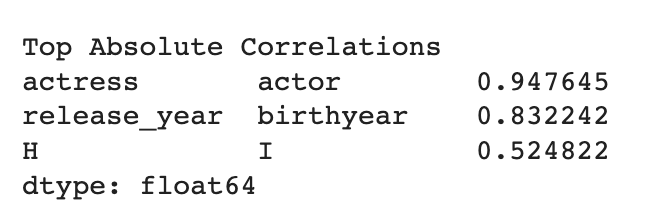 Top Absolute Correlations
actress       actor        0.947645
release_year  birthyear    0.832242
H             I            0.524822
dtype: float64